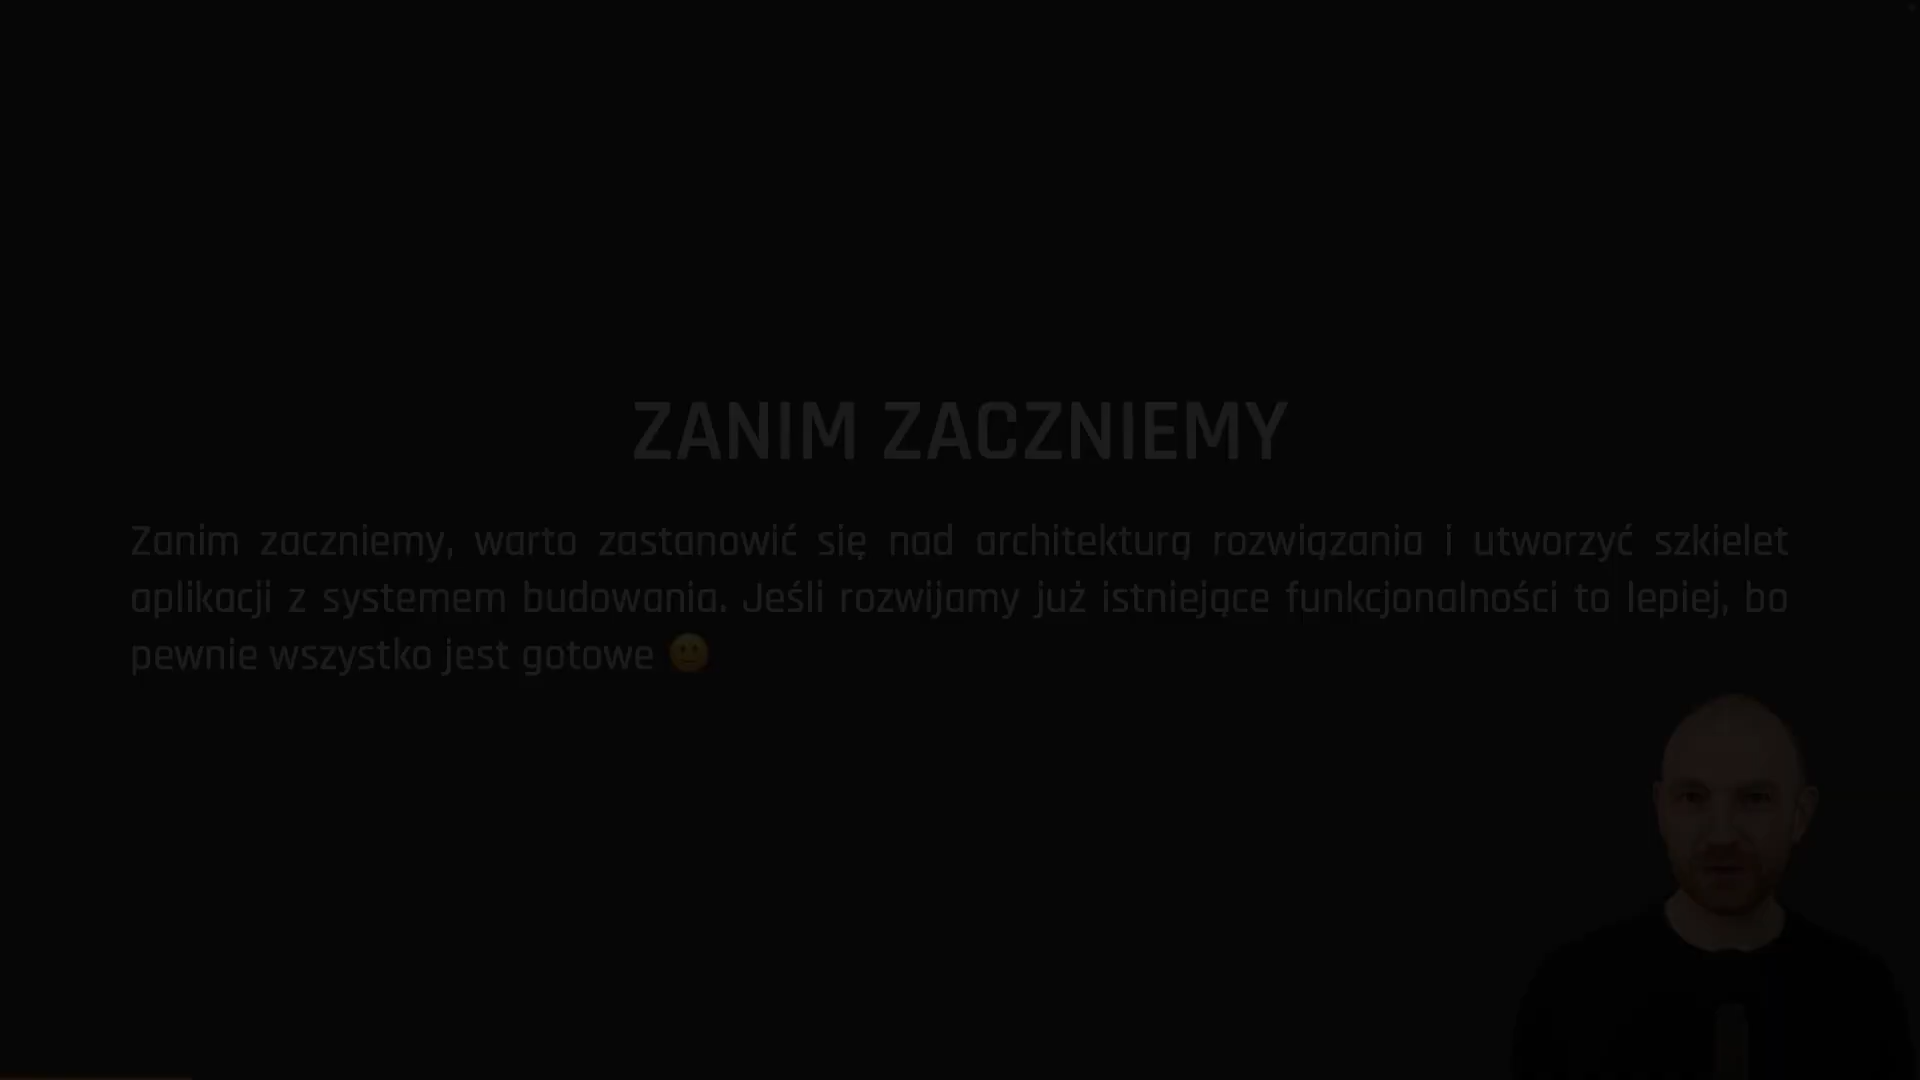 ZANIM ZACZNIEMY
Zanim zaczniemy, warto zastanowić się nad architekturą rozwiązania i utworzyć szkielet
aplikacji z systemem budowania. Jeśli rozwijamy już istniejące funkcjonalności to lepiej, bo
pewnie wszystko jest gotowe 🙂